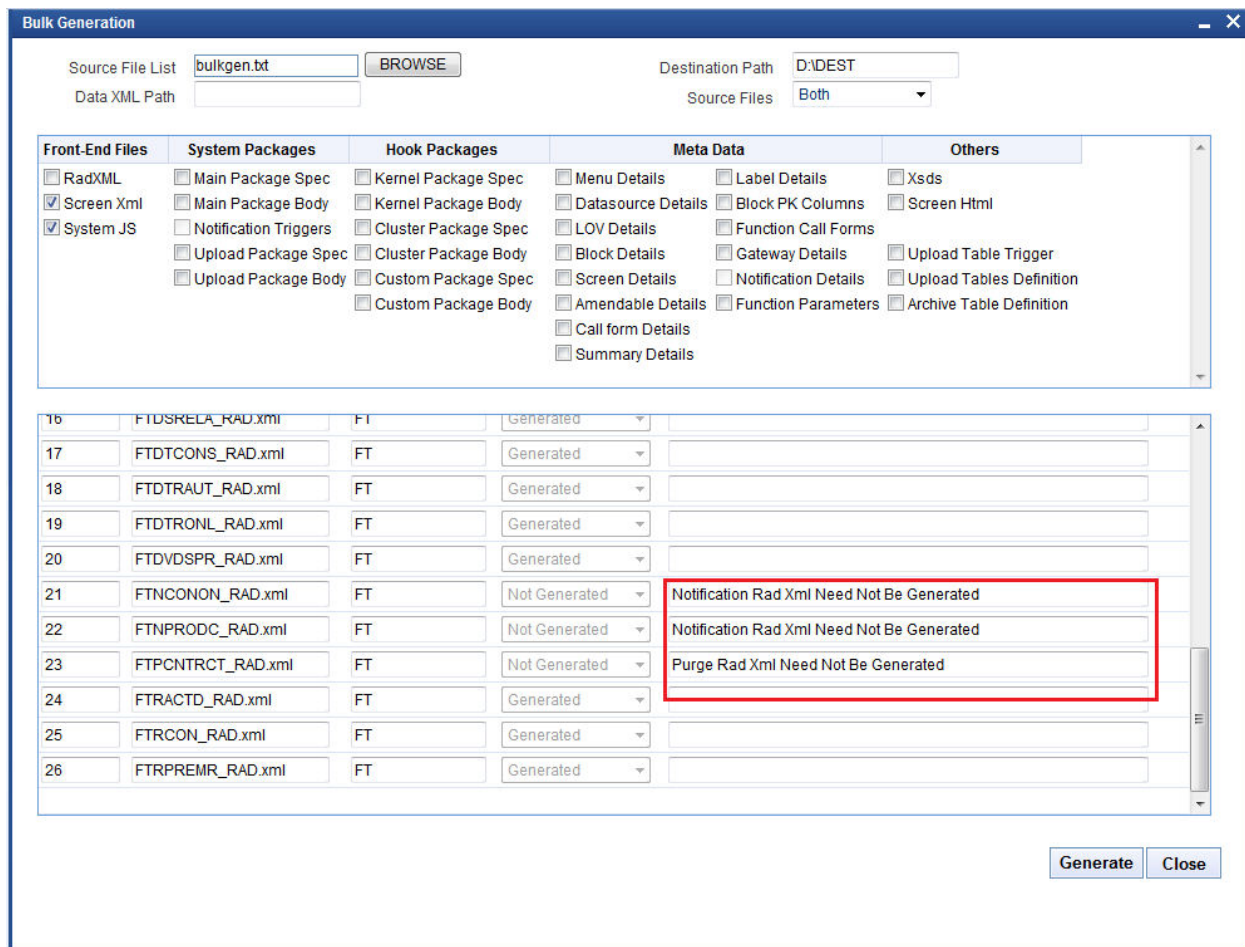 Bulk Generation
Source File List bulkgen.txt BROWSE Destination Path D:\DEST
Data XML Path Source Files Both
Front-End Files System Packages Hook Packages Meta Data Others
RadXML Main Package Spec Kernel Package Spec Menu Details Label Details Xsds
Screen Xml Main Package Body Kernel Package Body Datasource Details Block PK Columns Screen Html
System JS Notification Triggers Cluster Package Spec LOV Details Function Call Forms
Upload Package Spec Cluster Package Body Block Details Gateway Details Upload Table Trigger
Upload Package Body Custom Package Spec Screen Details Notification Details Upload Tables Definition
Custom Package Body Amendable Details Function Parameters Archive Table Definition
Call form Details
Summary Details
16 FTDSRELA_RAD.xml FT Generated
17 FTDTCONS_RAD.xml FT Generated
18 FTDTRAUT_RAD.xml FT Generated
19 FTDTRONL_RAD.xml FT Generated
20 FTDVDSPR_RAD.xml FT Generated
21 FTNCONON_RAD.xml FT Not Generated Notification Rad Xml Need Not Be Generated
22 FTNPRODC_RAD.xml FT Not Generated Notification Rad Xml Need Not Be Generated
23 FTPCNTRCT_RAD.xml FT Not Generated Purge Rad Xml Need Not Be Generated
24 FTRACTD_RAD.xml FT Generated
25 FTRCON_RAD.xml FT Generated
26 FTRPREMR_RAD.xml FT Generated
Generate Close